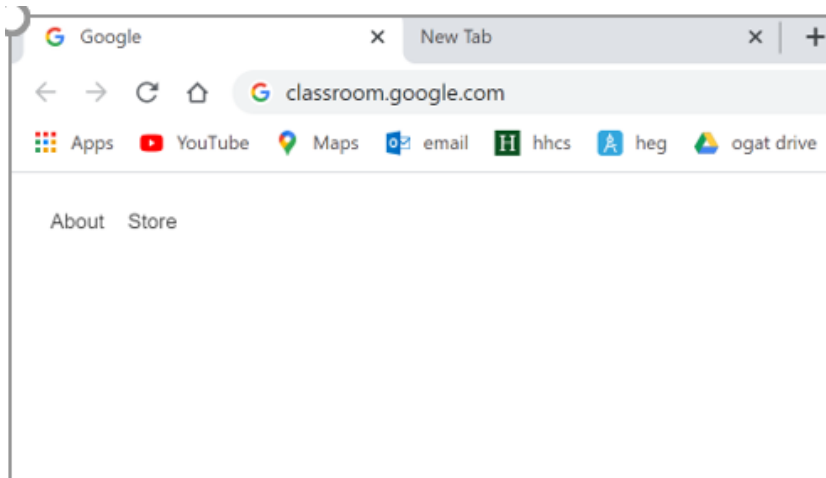 Google New Tab
classroom.google.com
Apps YouTube Maps email H hhcs heg ogat drive
About Store